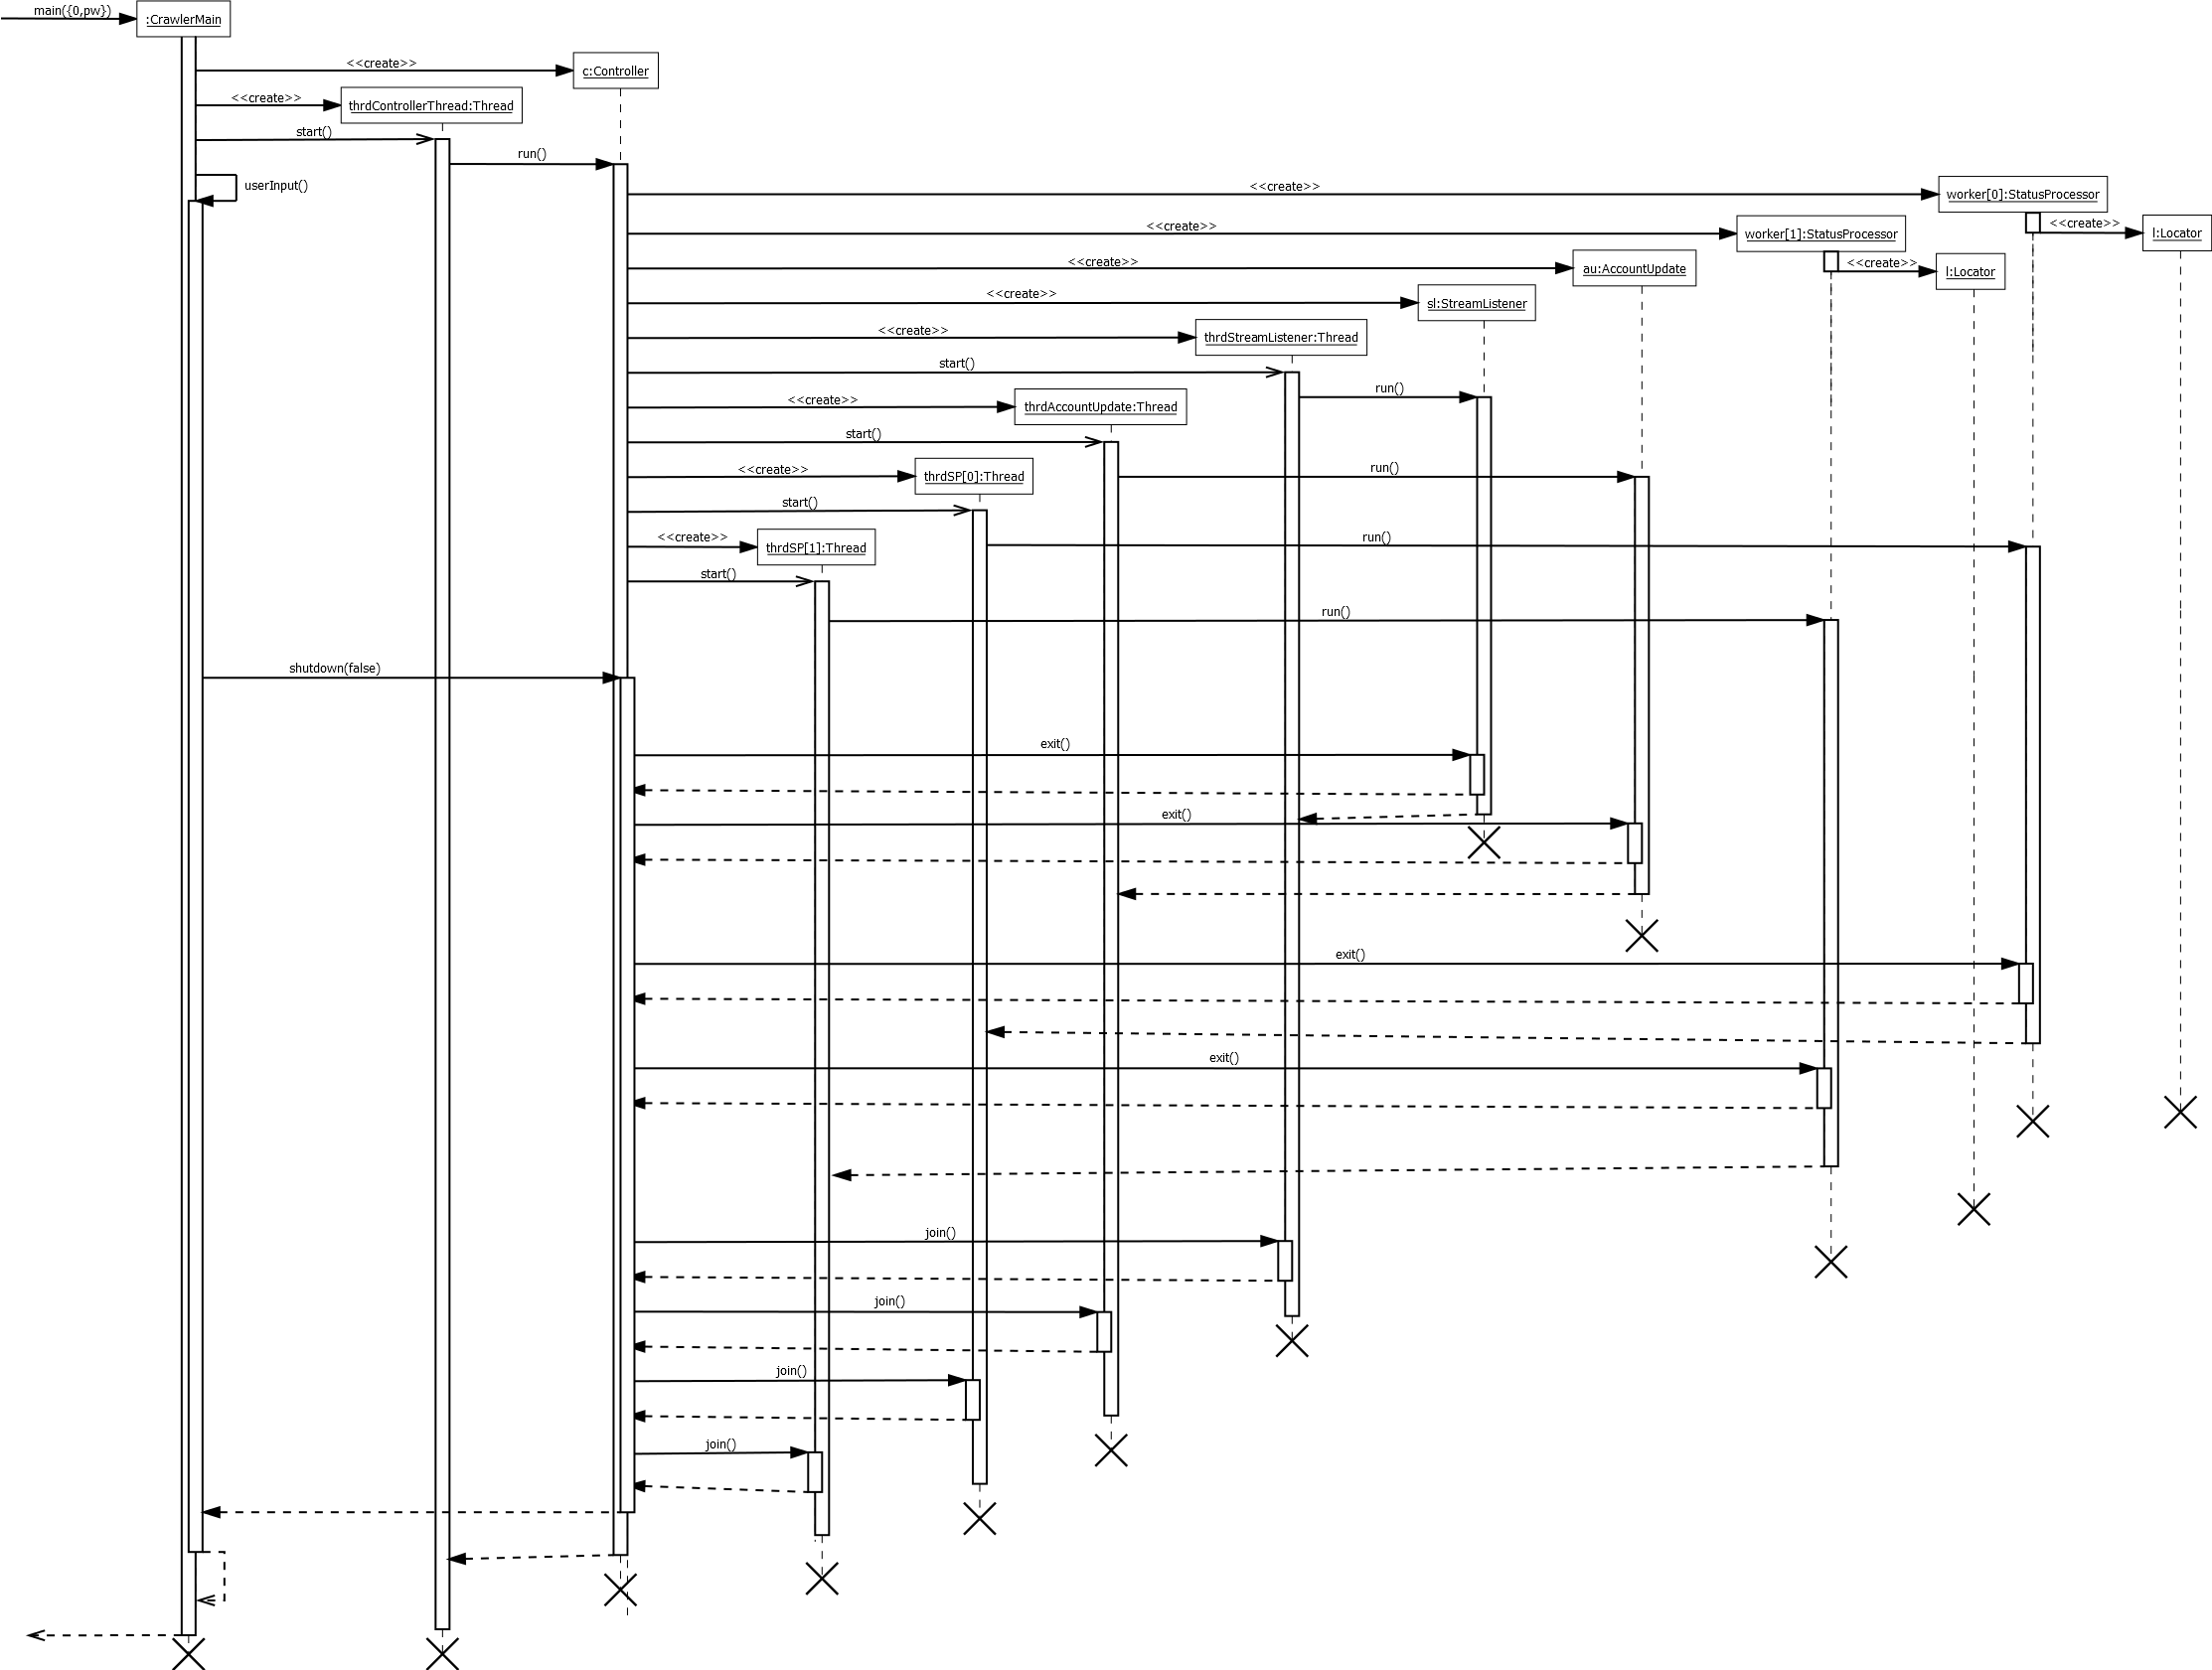 main({0,pw})
:CrawlerMain
<<create>>
c:Controller
<<create>>
thrdControllerThread:Thread
start()
run()
userInput()
<<create>>
worker[0]:StatusProcessor
<<create>>
l:Locator
<<create>>
worker[1]:StatusProcessor
<<create>>
l:Locator
<<create>>
au:AccountUpdate
<<create>>
sl:StreamListener
<<create>>
thrdStreamListener:Thread
start()
run()
<<create>>
thrdAccountUpdate:Thread
start()
run()
<<create>>
thrdSP[0]:Thread
start()
run()
<<create>>
thrdSP[1]:Thread
start()
run()
shutdown(false)
exit()
exit()
exit()
exit()
join()
join()
join()
join()